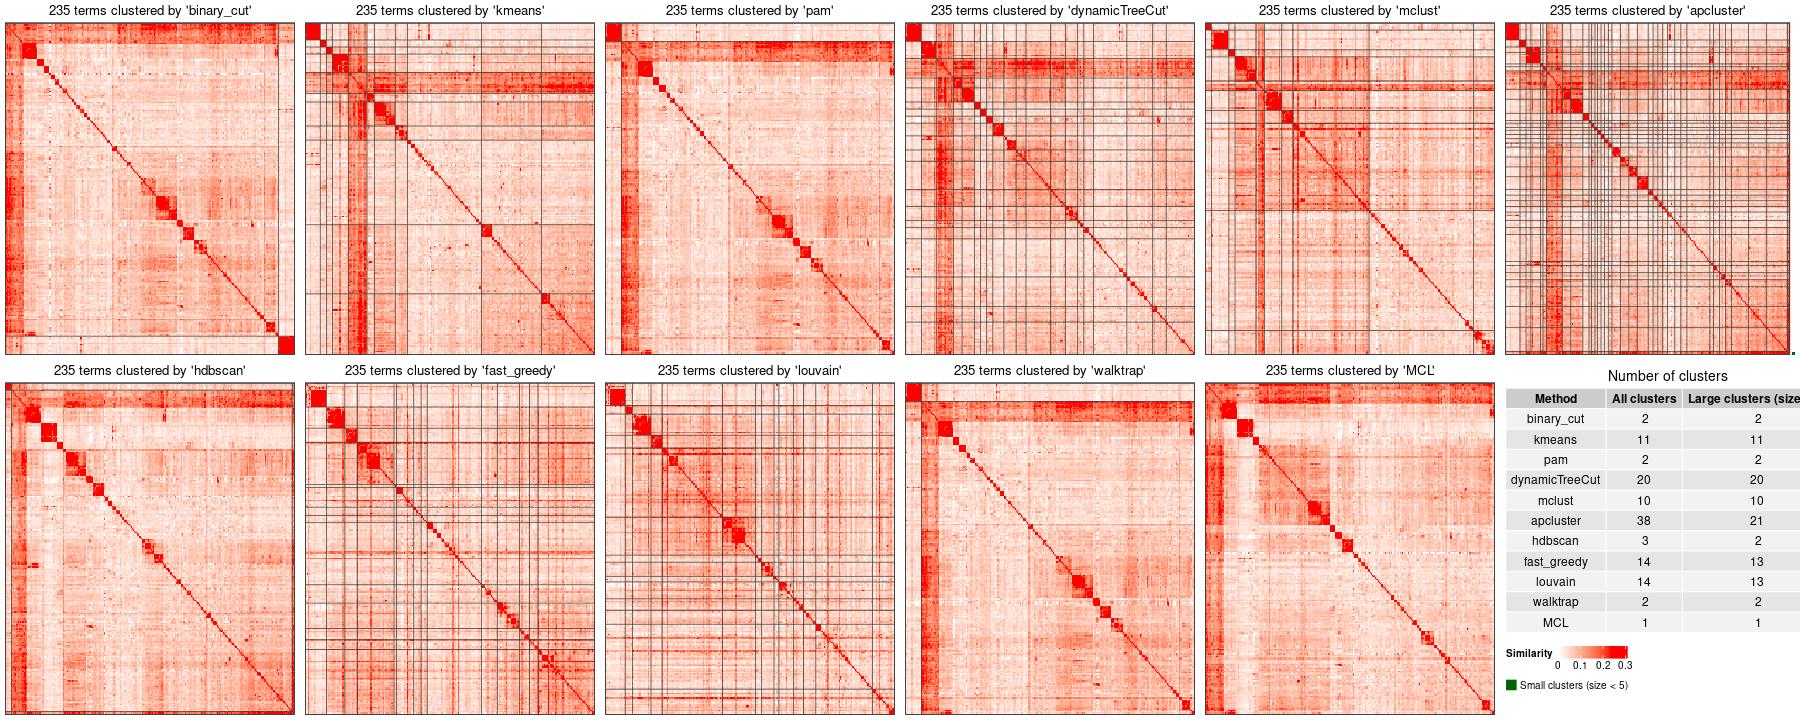 235 terms clustered by 'binary_cut'
235 terms clustered by 'kmeans'
235 terms clustered by 'pam'
235 terms clustered by 'dynamicTreeCut'
235 terms clustered by 'mclust'
235 terms clustered by 'apcluster'
235 terms clustered by 'hdbscan'
235 terms clustered by 'fast_greedy'
235 terms clustered by 'louvain'
235 terms clustered by 'walktrap'
235 terms clustered by 'MCL'
Number of clusters
Method All clusters Large clusters (size
binary_cut 2 2
kmeans 11 11
pam 2 2
dynamicTreeCut 20 20
mclust 10 10
apcluster 38 21
hdbscan 3 2
fast_greedy 14 13
louvain 14 13
walktrap 2 2
MCL 1 1
Similarity
0 0.1 0.2 0.3
Small clusters (size < 5)